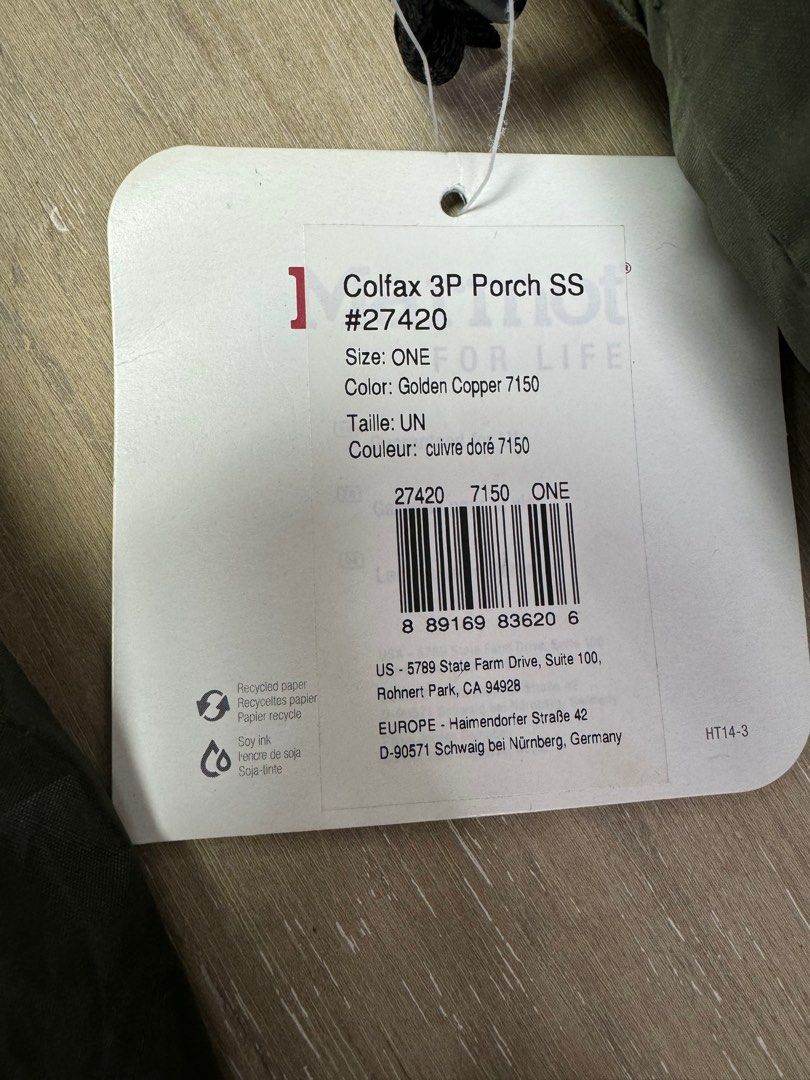 Colfax 3P Porch SS
#27420
FOR LIFE
Size: ONE
Color: Golden Copper 7150
Taille: UN
Couleur: cuivre doré 7150
27420 7150 ONE
8 89169 83620 6
US - 5789 State Farm Drive, Suite 100,
Rohnert Park, CA 94928
EUROPE - Haimendorfer Straße 42
D-90571 Schwaig bei Nürnberg, Germany
Recycled paper
Recyceltes papier
Papier recycle
Soy ink
l'encre de soja
Soja-tinte
HT14-3